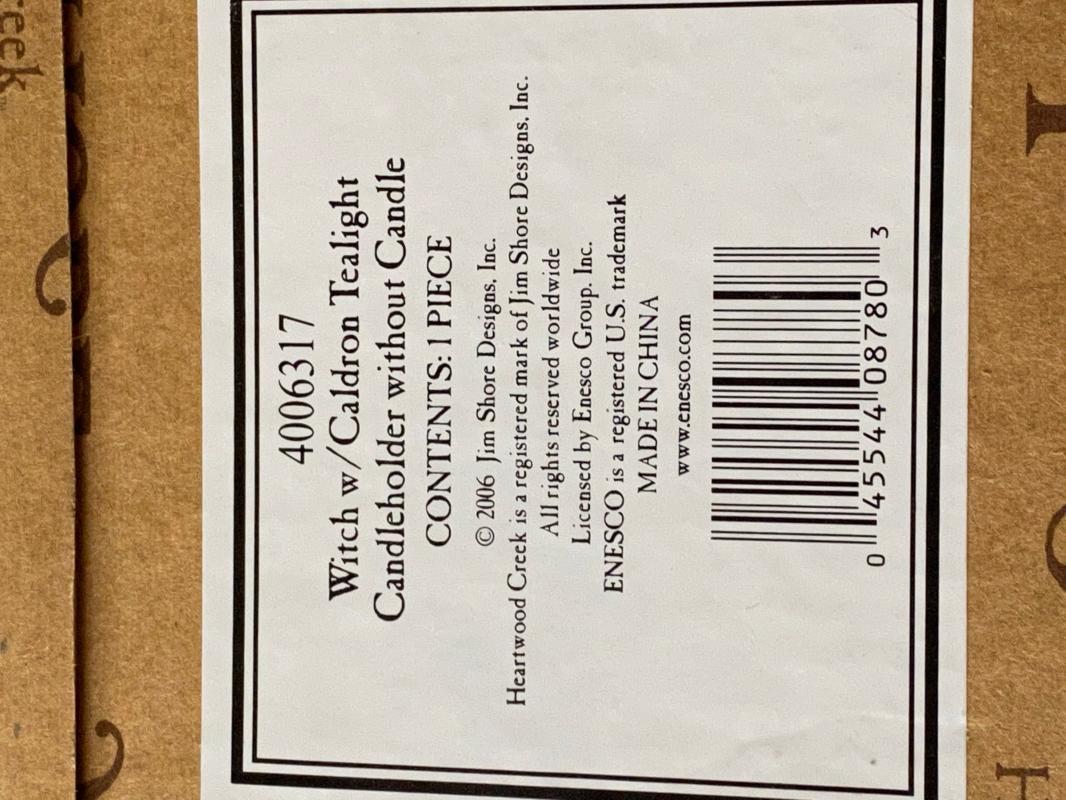 4006317
Witch w/Caldron Tealight
Candleholder without Candle
CONTENTS: 1 PIECE
© 2006 Jim Shore Designs, Inc.
Heartwood Creek is a registered mark of Jim Shore Designs, Inc.
All rights reserved worldwide
Licensed by Enesco Group. Inc.
ENESCO is a registered U.S. trademark
MADE IN CHINA
www.enesco.com
0 45544 08780 3